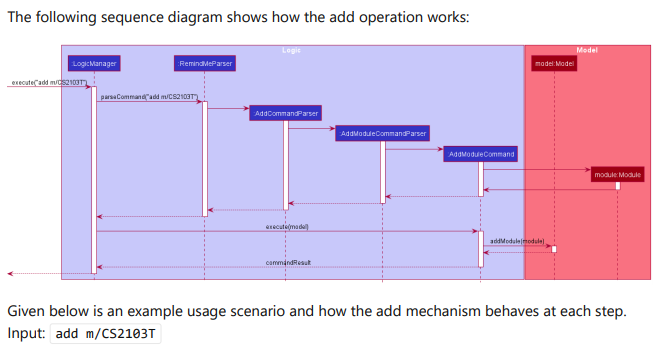 The following sequence diagram shows how the add operation works:
Logic
Model
:LogicManager
:RemindMeParser
model:Model
execute("add m/CS2103T")
parseCommand("add m/CS2103T")
:AddCommandParser
:AddModuleCommandParser
:AddModuleCommand
module:Module
execute(model)
addModule(module)
commandResult
Given below is an example usage scenario and how the add mechanism behaves at each step.
Input: add m/CS2103T